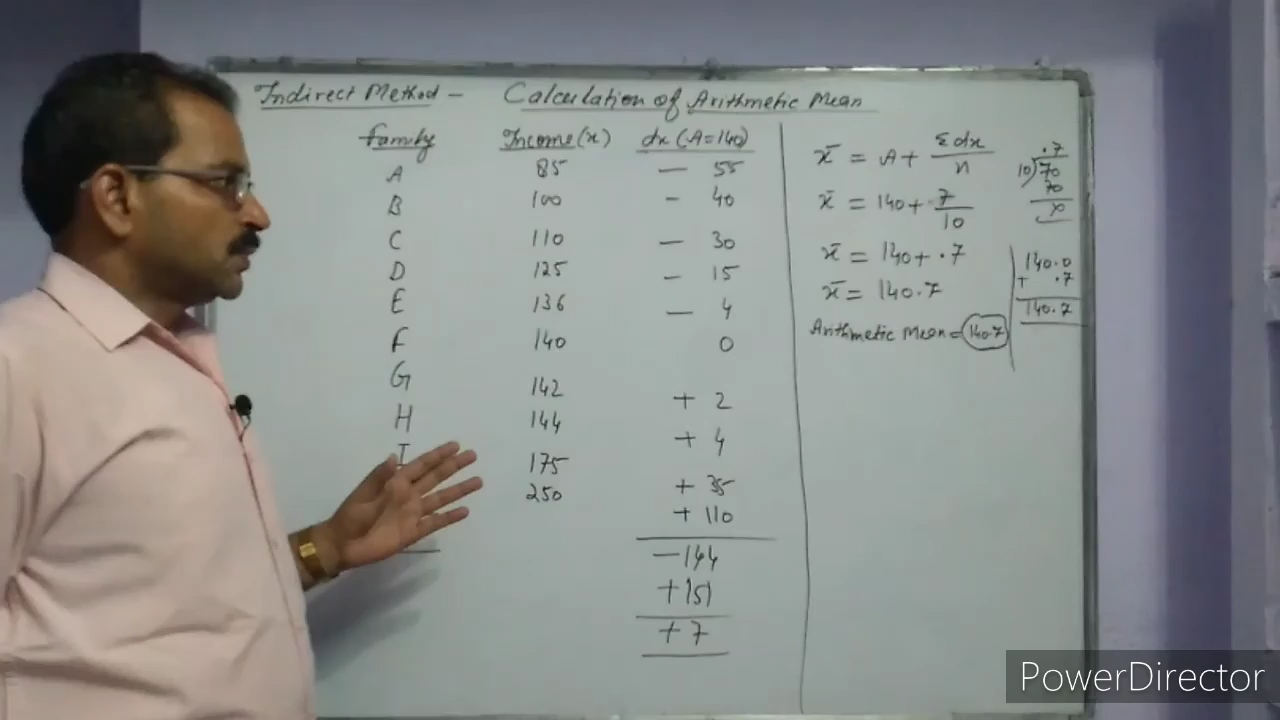 Indirect Method - Calculation of Arithmetic Mean
Family Income (x) dx (A=140)
A 85 - 55
B 100 - 40
C 110 - 30
D 125 - 15
E 136 - 4
F 140 0
G 142 + 2
H 144 + 4
I 175 + 35
250 + 110
- 144
+ 151
+ 7
x̄ = A + Σdx / n
x̄ = 140 + 7 / 10
x̄ = 140 + .7
x̄ = 140.7
Arithmetic Mean = 140.7
.7
10)70
70
x
140.0
+ .7
140.7
PowerDirector